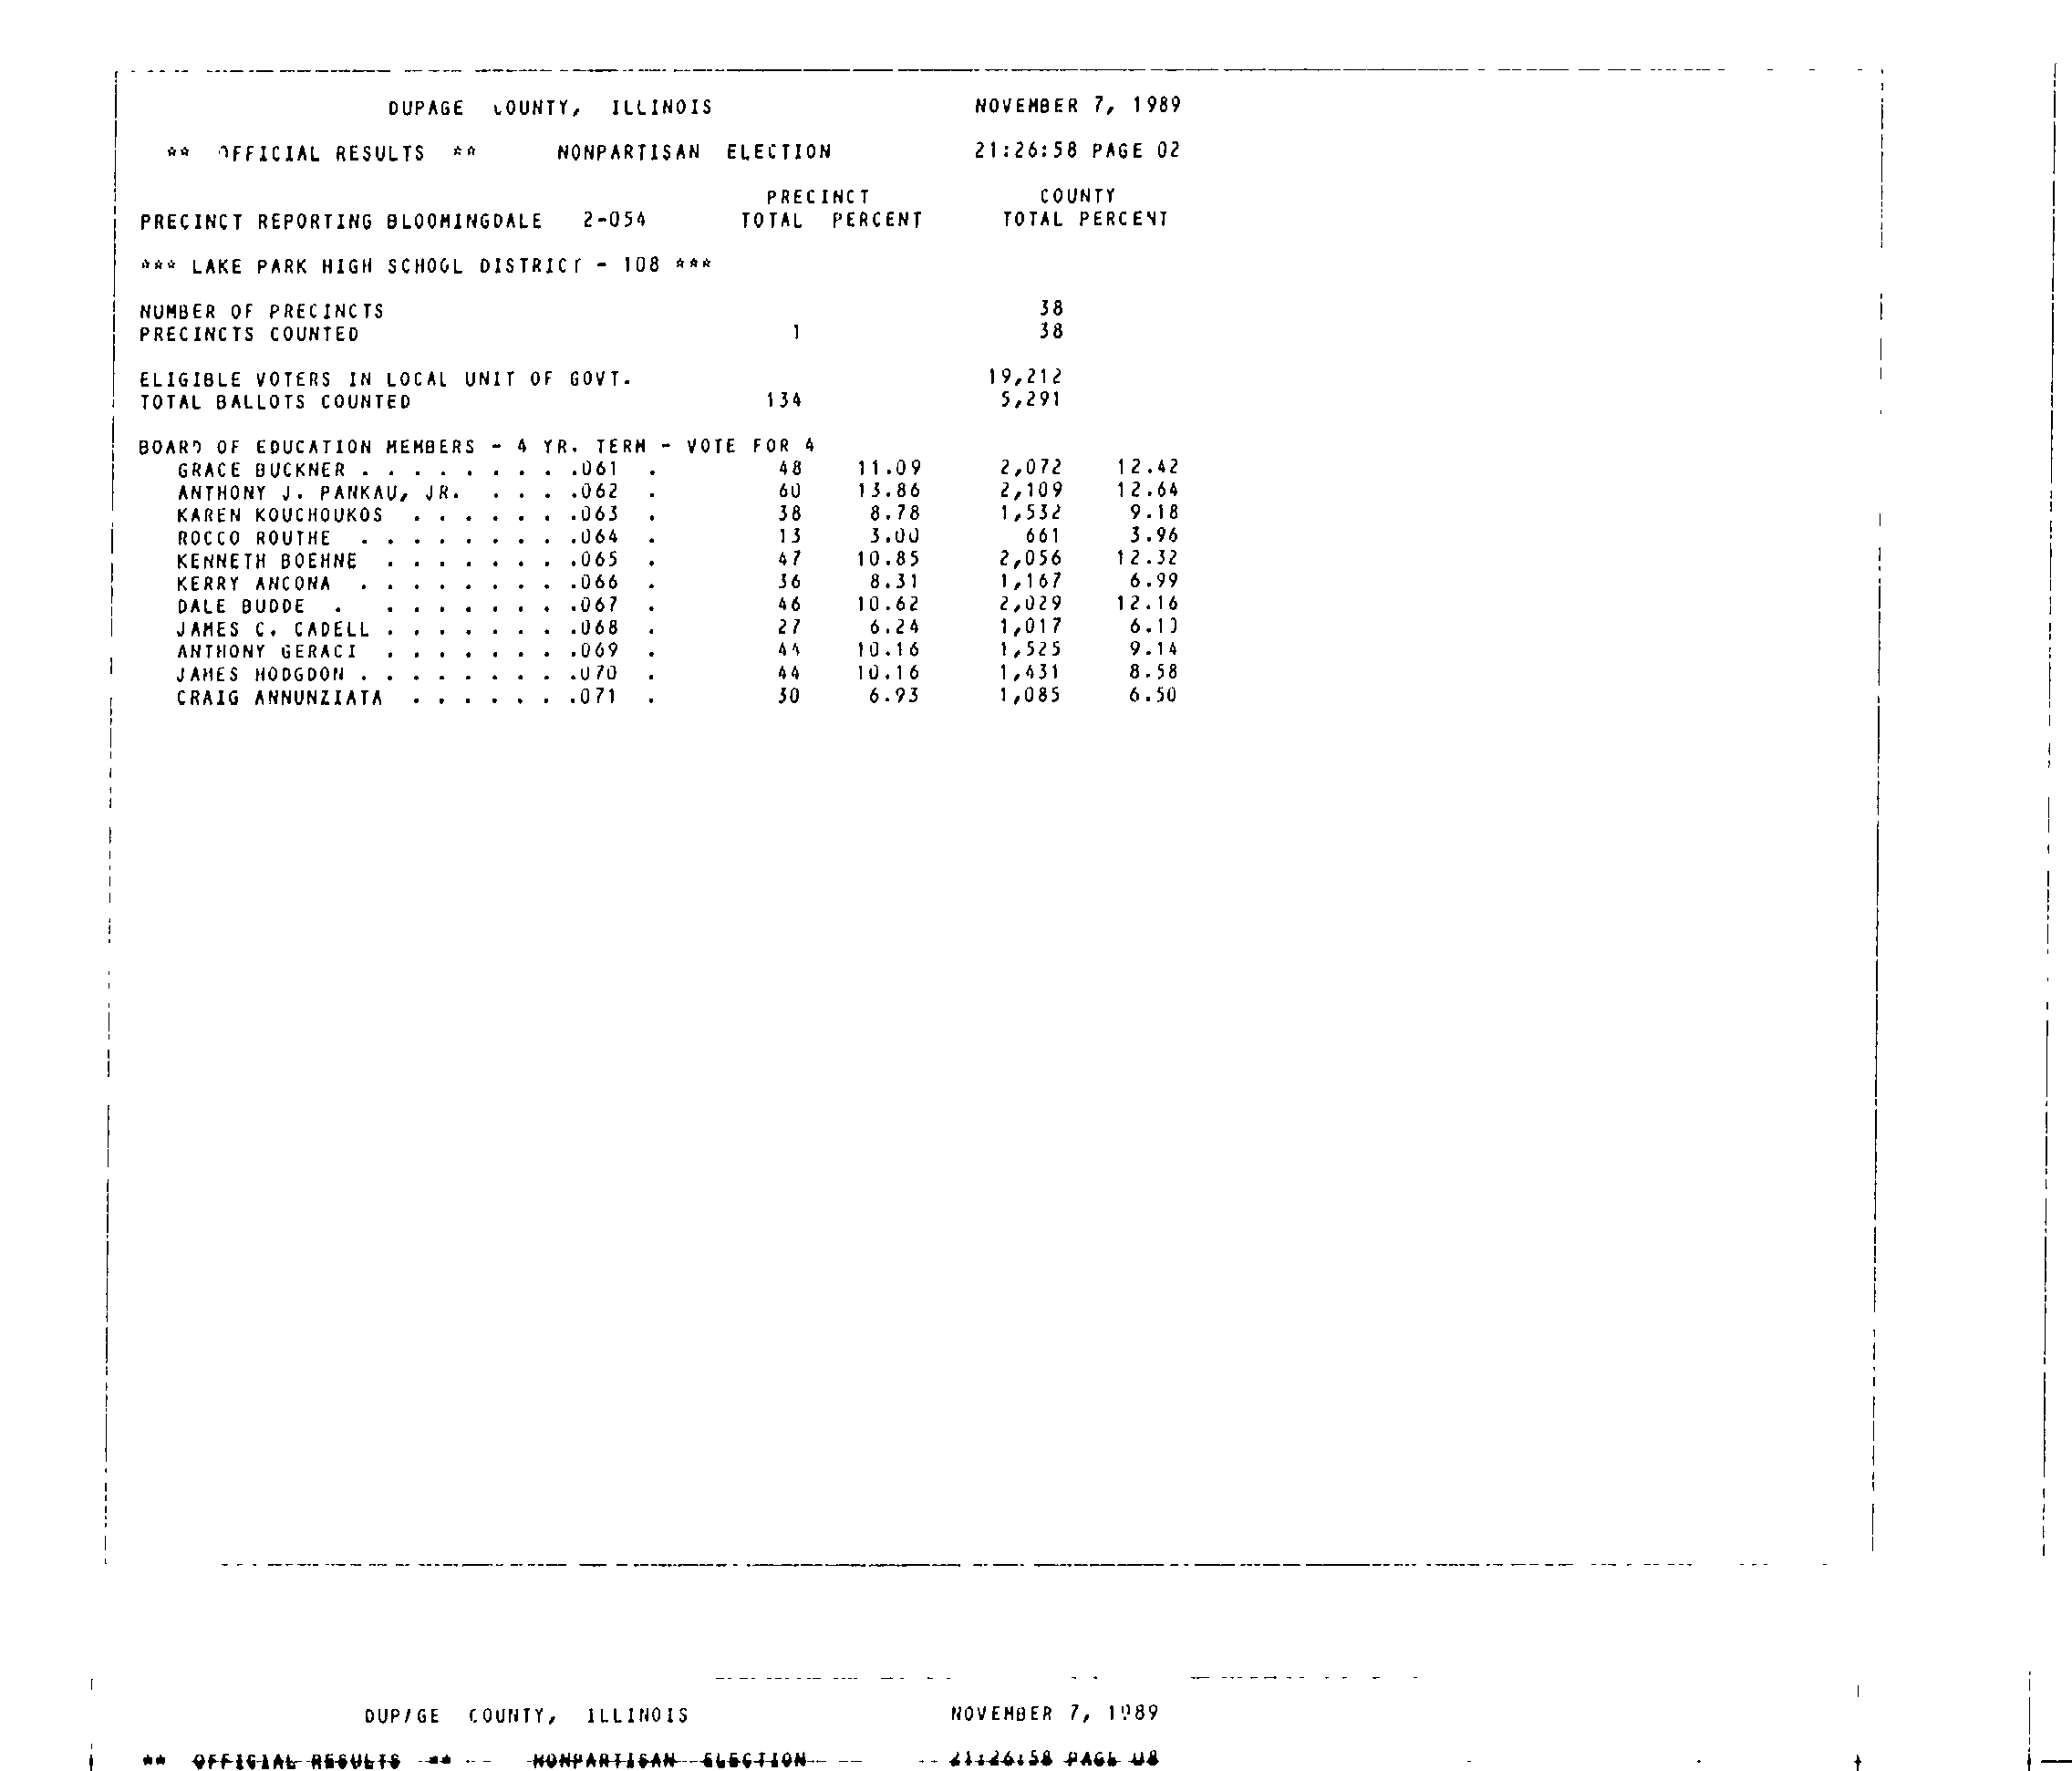 DUPAGE COUNTY, ILLINOIS NOVEMBER 7, 1989
** OFFICIAL RESULTS ** NONPARTISAN ELECTION 21:26:58 PAGE 02
PRECINCT COUNTY
PRECINCT REPORTING BLOOMINGDALE 2-054 TOTAL PERCENT TOTAL PERCENT
*** LAKE PARK HIGH SCHOOL DISTRICT - 108 ***
NUMBER OF PRECINCTS 38
PRECINCTS COUNTED 1 38
ELIGIBLE VOTERS IN LOCAL UNIT OF GOVT. 19,212
TOTAL BALLOTS COUNTED 134 5,291
BOARD OF EDUCATION MEMBERS - 4 YR. TERM - VOTE FOR 4
GRACE BUCKNER . . . . . . . . .061 . 48 11.09 2,072 12.42
ANTHONY J. PANKAU, JR. . . . .062 . 60 13.86 2,109 12.64
KAREN KOUCHOUKOS . . . . . . .063 . 38 8.78 1,532 9.18
ROCCO ROUTHE . . . . . . . . .064 . 13 3.00 661 3.96
KENNETH BOEHNE . . . . . . . .065 . 47 10.85 2,056 12.32
KERRY ANCONA . . . . . . . . .066 . 36 8.31 1,167 6.99
DALE BUDDE . . . . . . . . .067 . 46 10.62 2,029 12.16
JAMES C. CADELL . . . . . . . .068 . 27 6.24 1,017 6.10
ANTHONY GERACI . . . . . . . .069 . 44 10.16 1,525 9.14
JAMES HODGDON . . . . . . . . .070 . 44 10.16 1,431 8.58
CRAIG ANNUNZIATA . . . . . . .071 . 30 6.93 1,085 6.50
DUPAGE COUNTY, ILLINOIS NOVEMBER 7, 1989
** OFFICIAL RESULTS ** NONPARTISAN ELECTION 21:26:58 PAGE 08